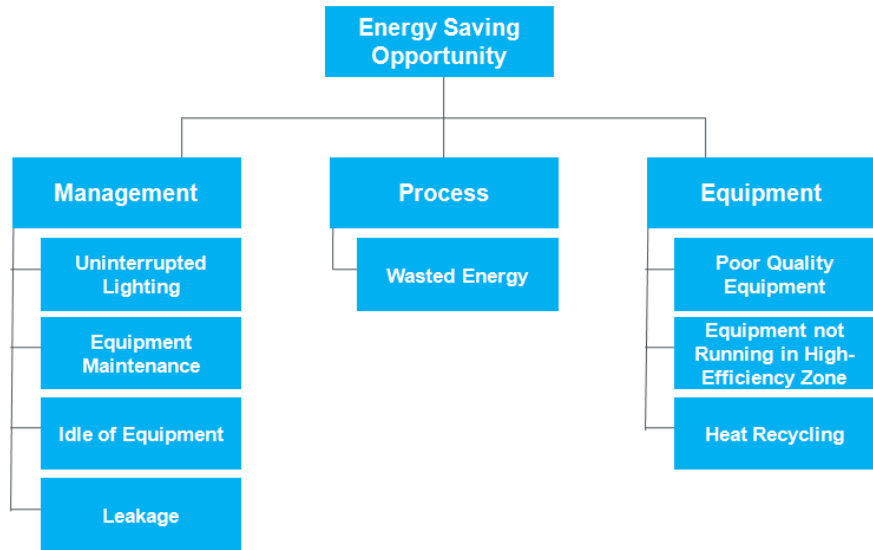 Energy Saving
Opportunity
Management
Process
Equipment
Uninterrupted
Lighting
Equipment
Maintenance
Idle of Equipment
Leakage
Wasted Energy
Poor Quality
Equipment
Equipment not
Running in High-
Efficiency Zone
Heat Recycling